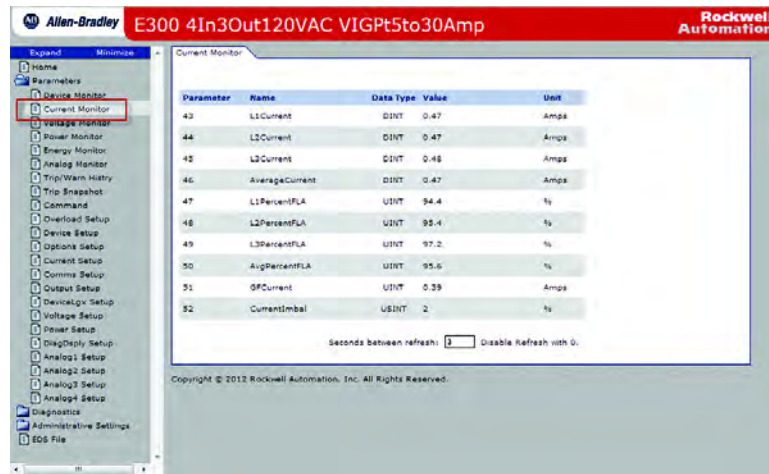 Allen-Bradley
E300 4In3Out120VAC VIGPt5to30Amp
Rockwell
Automation
Expand Minimize
Home
Parameters
Device Monitor
Current Monitor
Voltage Monitor
Power Monitor
Energy Monitor
Analog Monitor
Trip/Warn Histry
Trip Snapshot
Command
Overload Setup
Device Setup
Options Setup
Current Setup
Comms Setup
Output Setup
DeviceLgx Setup
Voltage Setup
Power Setup
DiagDsply Setup
Analog1 Setup
Analog2 Setup
Analog3 Setup
Analog4 Setup
Diagnostics
Administrative Settings
EDS File
Current Monitor
Parameter Name Data Type Value Unit
43 L1Current DINT 0.47 Amps
44 L2Current DINT 0.47 Amps
45 L3Current DINT 0.48 Amps
46 AverageCurrent DINT 0.47 Amps
47 L1PercentFLA UINT 94.4 %
48 L2PercentFLA UINT 95.4 %
49 L3PercentFLA UINT 97.2 %
50 AvgPercentFLA UINT 95.6 %
51 GFCurrent UINT 0.39 Amps
52 CurrentImbal USINT 2 %
Seconds between refresh: 3 Disable Refresh with 0.
Copyright © 2012 Rockwell Automation, Inc. All Rights Reserved.